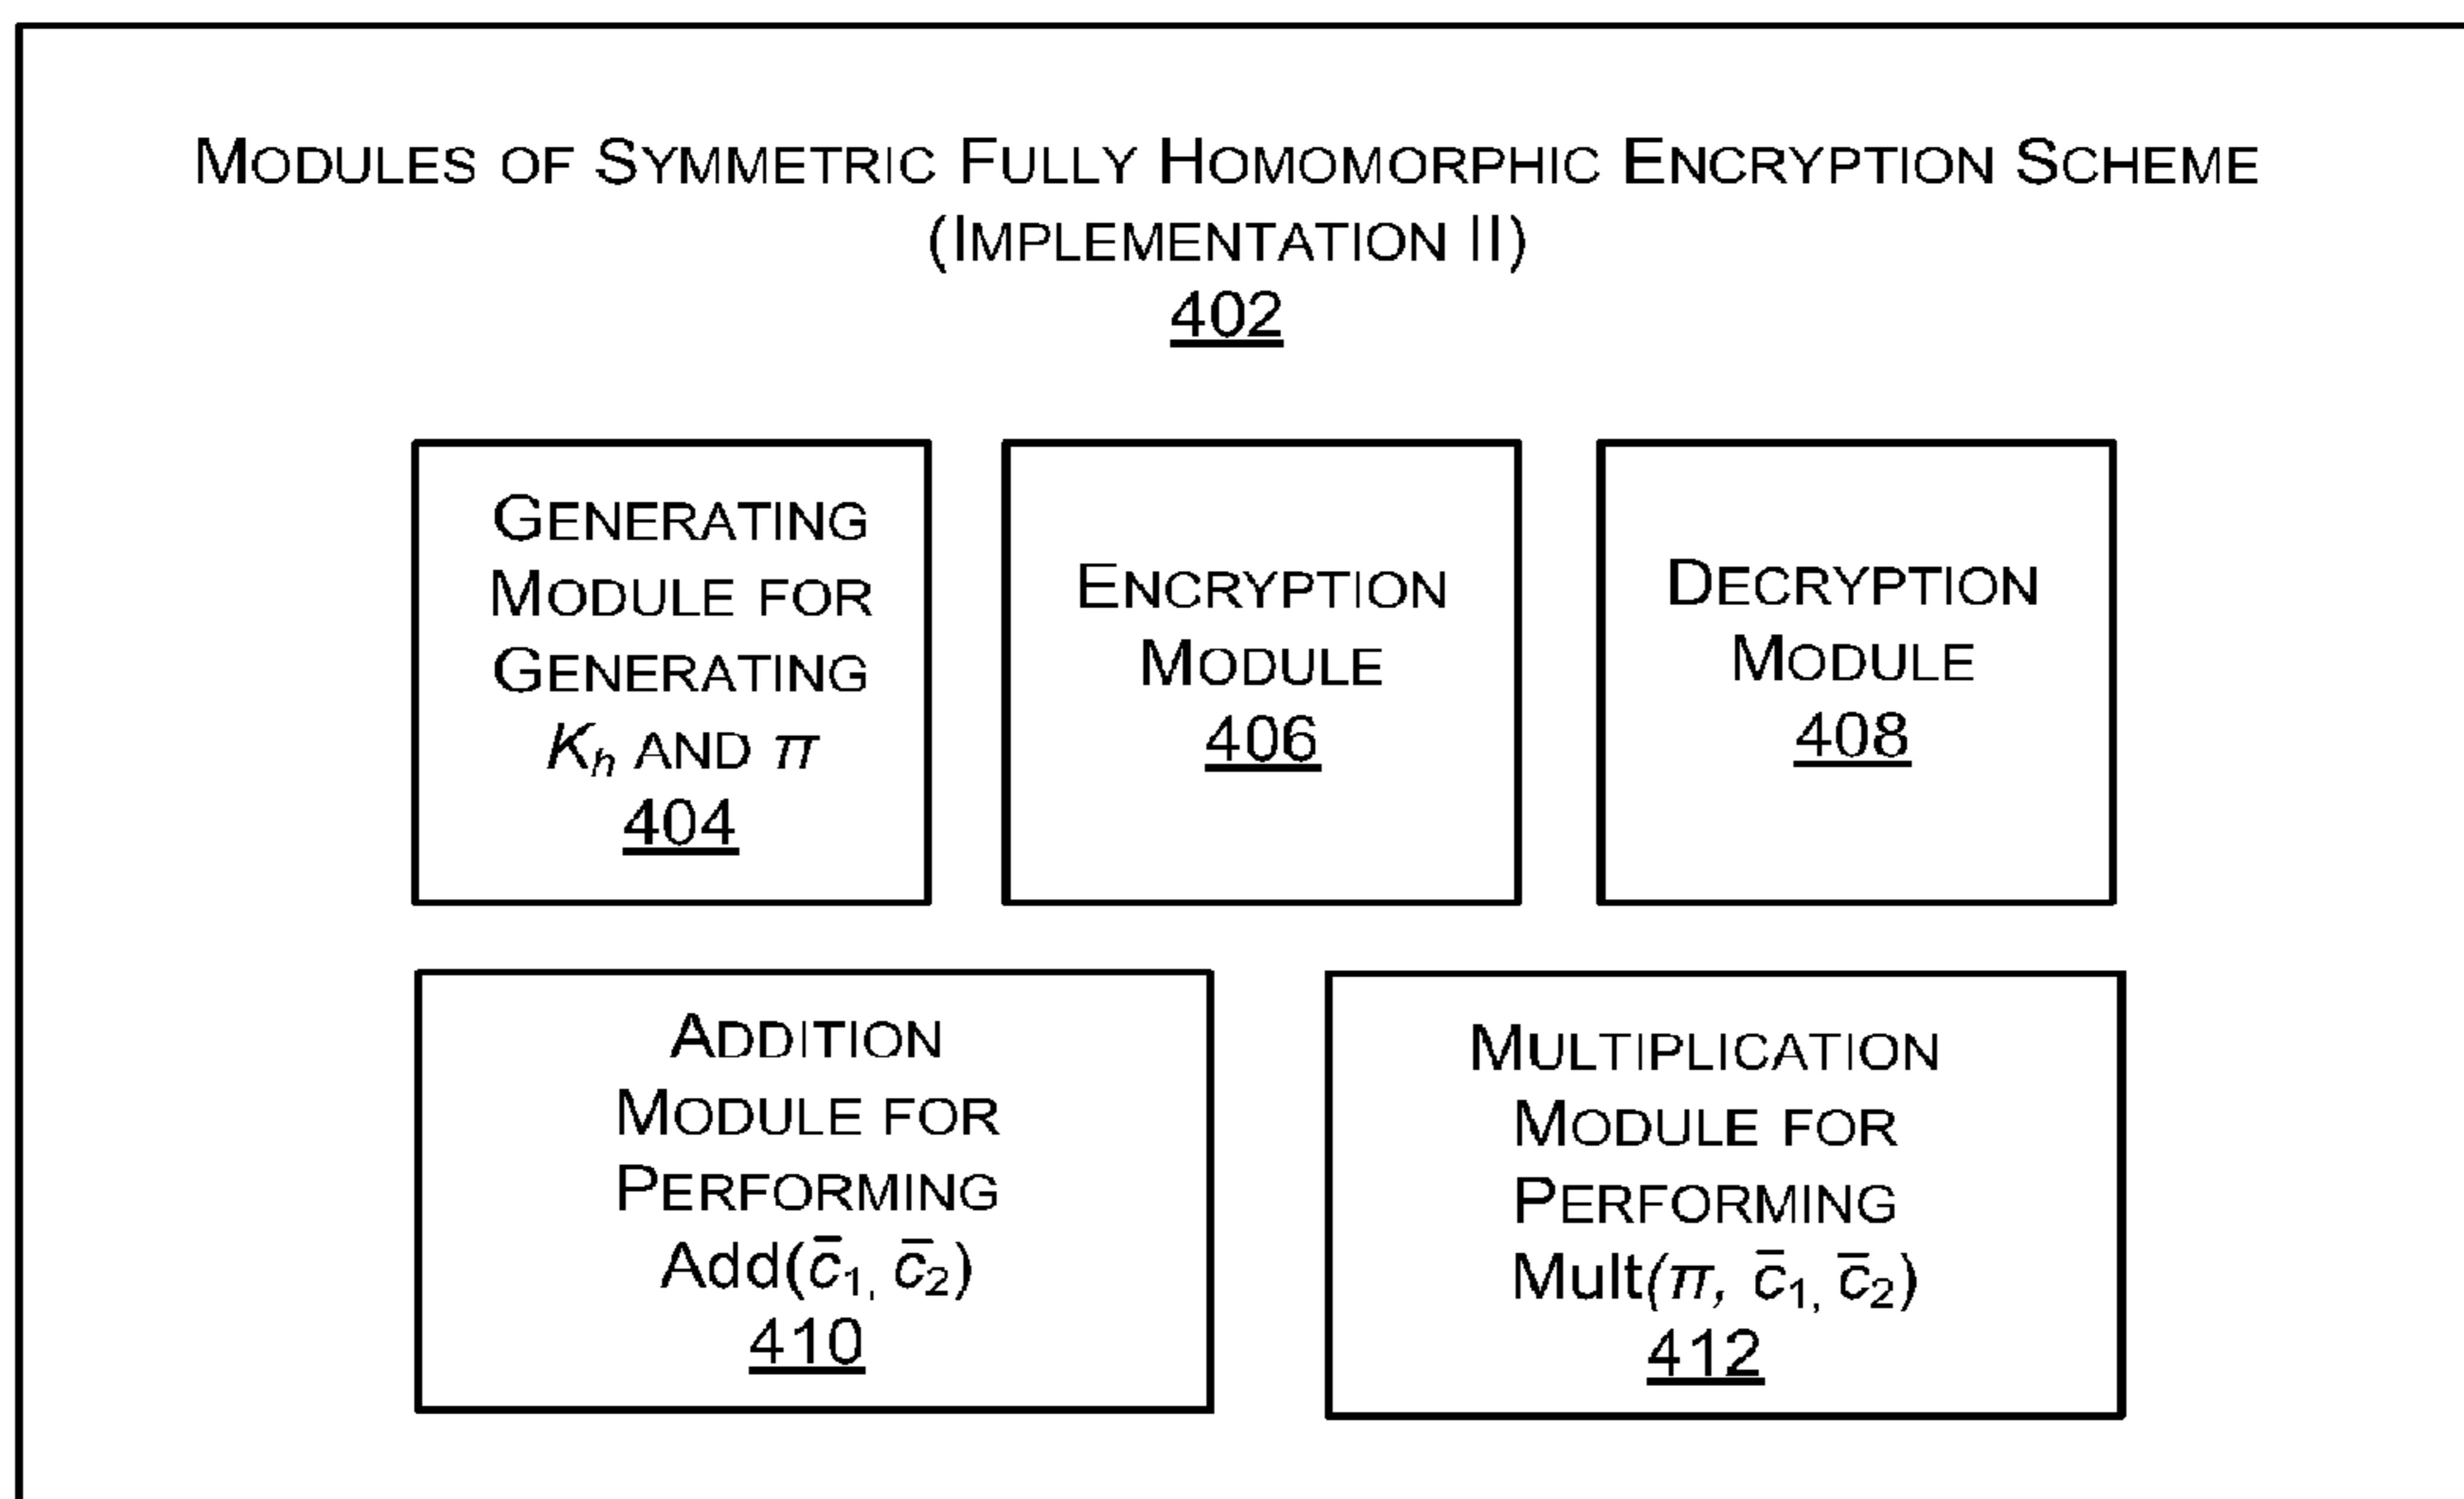 MODULES OF SYMMETRIC FULLY HOMOMORPHIC ENCRYPTION SCHEME
(IMPLEMENTATION II)
402
GENERATING
MODULE FOR
GENERATING
Kₕ AND π
404
ENCRYPTION
MODULE
406
DECRYPTION
MODULE
408
ADDITION
MODULE FOR
PERFORMING
Add(c̄₁, c̄₂)
410
MULTIPLICATION
MODULE FOR
PERFORMING
Mult(π, c̄₁, c̄₂)
412